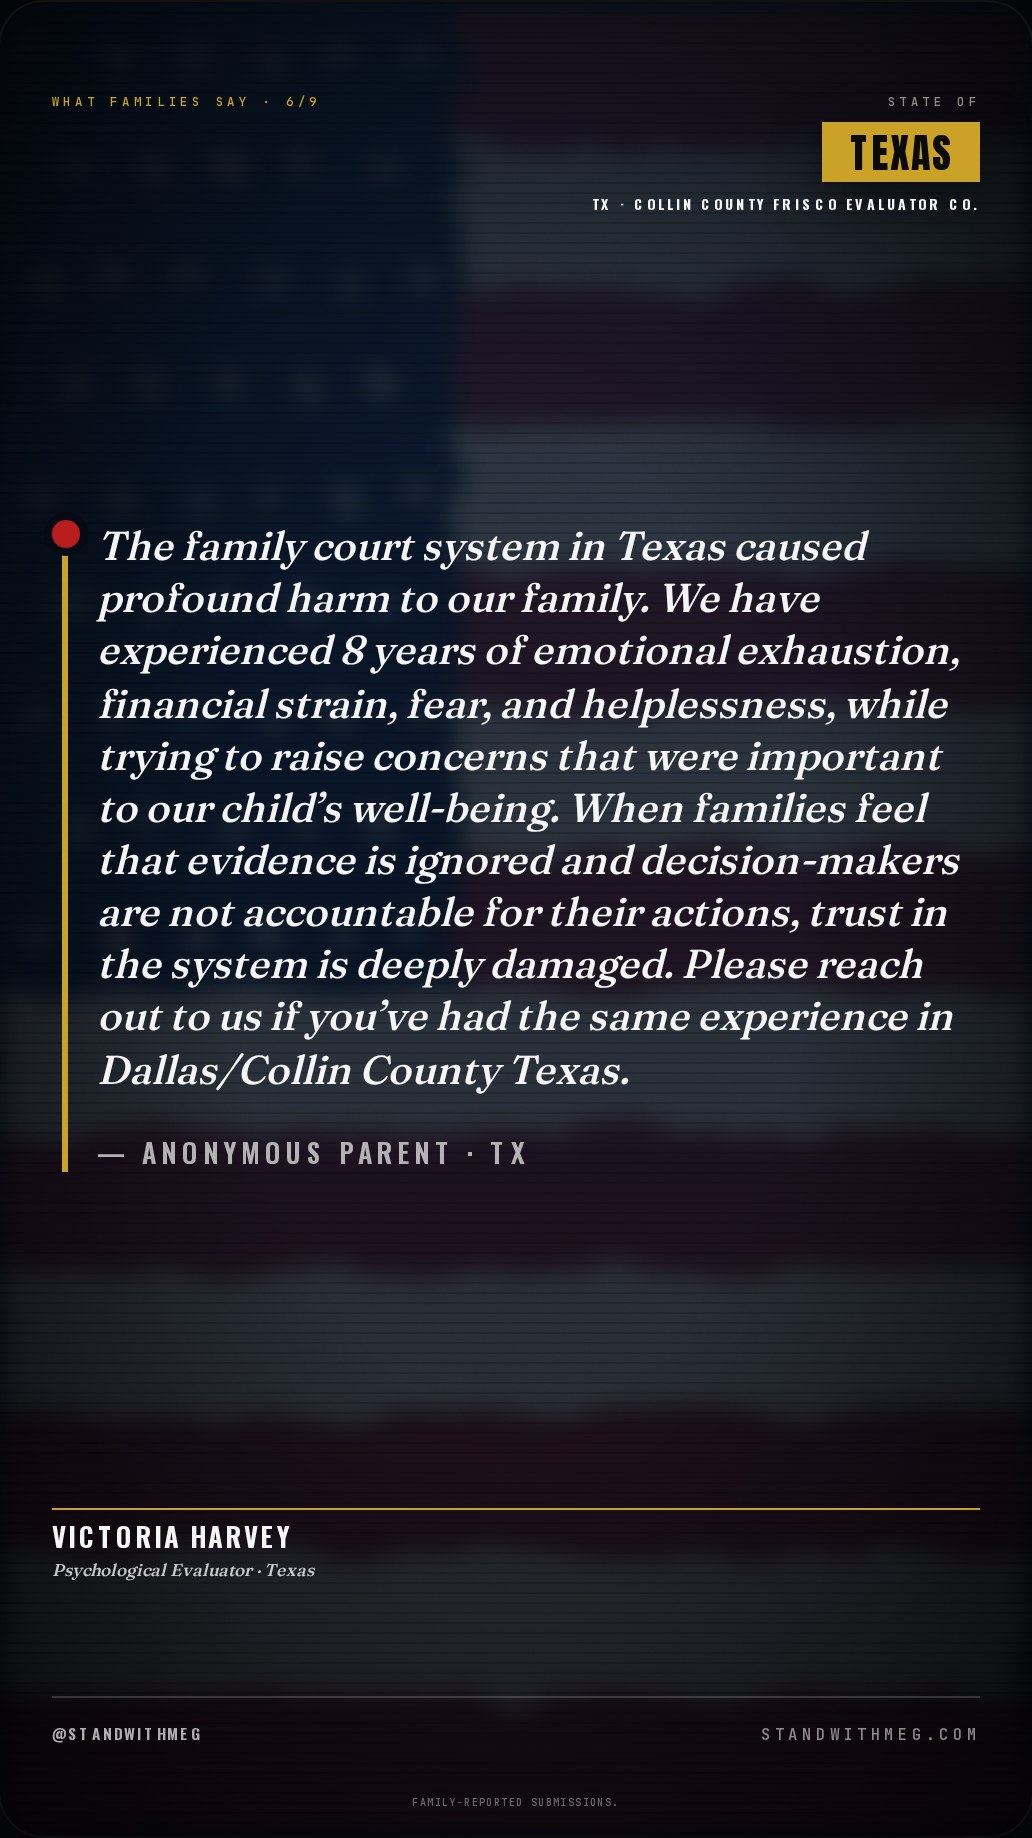 WHAT FAMILIES SAY · 6/9
STATE OF
TEXAS
TX · COLLIN COUNTY FRISCO EVALUATOR CO.
The family court system in Texas caused
profound harm to our family. We have
experienced 8 years of emotional exhaustion,
financial strain, fear, and helplessness, while
trying to raise concerns that were important
to our child’s well-being. When families feel
that evidence is ignored and decision-makers
are not accountable for their actions, trust in
the system is deeply damaged. Please reach
out to us if you’ve had the same experience in
Dallas/Collin County Texas.
— ANONYMOUS PARENT · TX
VICTORIA HARVEY
Psychological Evaluator · Texas
@STANDWITHMEG
STANDWITHMEG.COM
FAMILY-REPORTED SUBMISSIONS.